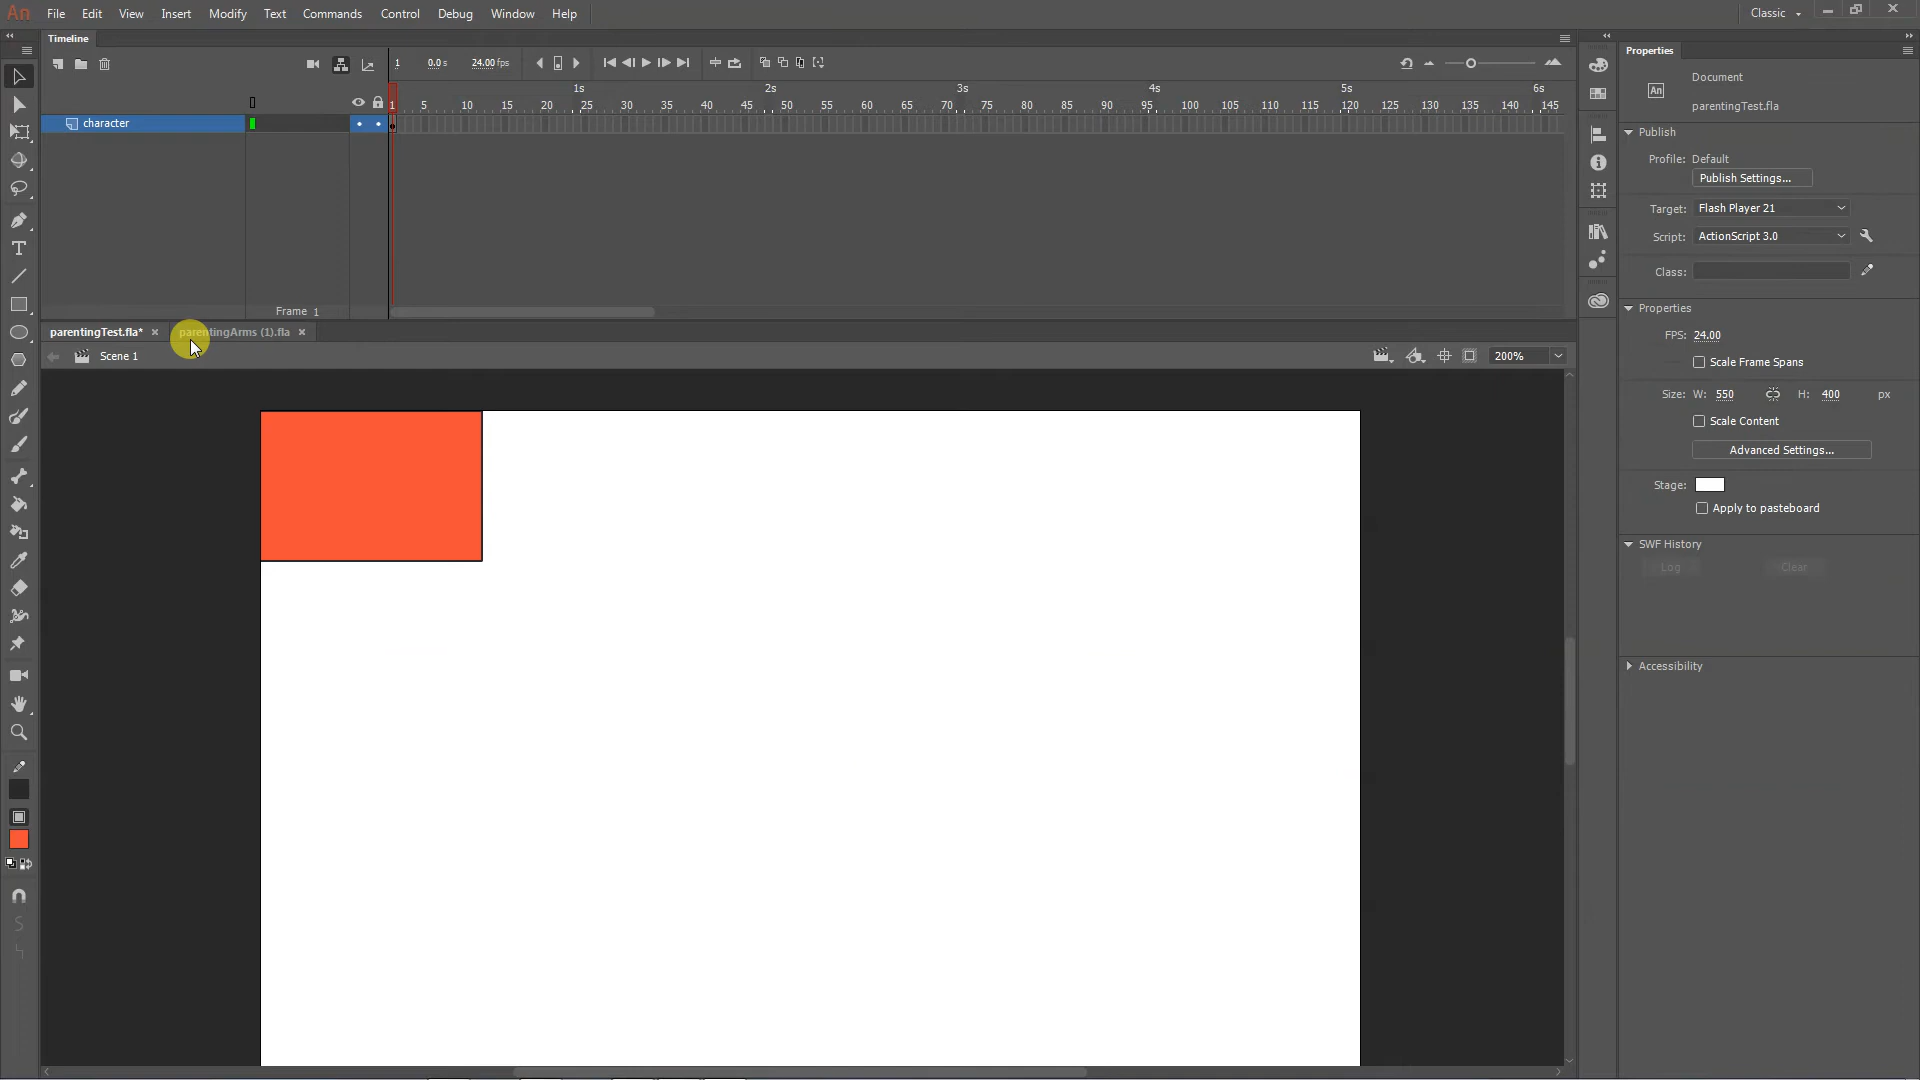 An File Edit View Insert Modify Text Commands Control Debug Window Help Classic
Timeline
Properties
1 0.0 s 24.00 fps
1s 2s 3s 4s 5s 6s
1 5 10 15 20 25 30 35 40 45 50 55 60 65 70 75 80 85 90 95 100 105 110 115 120 125 130 135 140 145
character
Frame 1
parentingTest.fla* × parentingArms (1).fla ×
Scene 1
200%
Document
An
parentingTest.fla
Publish
Profile: Default
Publish Settings...
Target: Flash Player 21
Script: ActionScript 3.0
Class:
Properties
FPS: 24.00
Scale Frame Spans
Size: W: 550 H: 400 px
Scale Content
Advanced Settings...
Stage:
Apply to pasteboard
SWF History
Log Clear
Accessibility